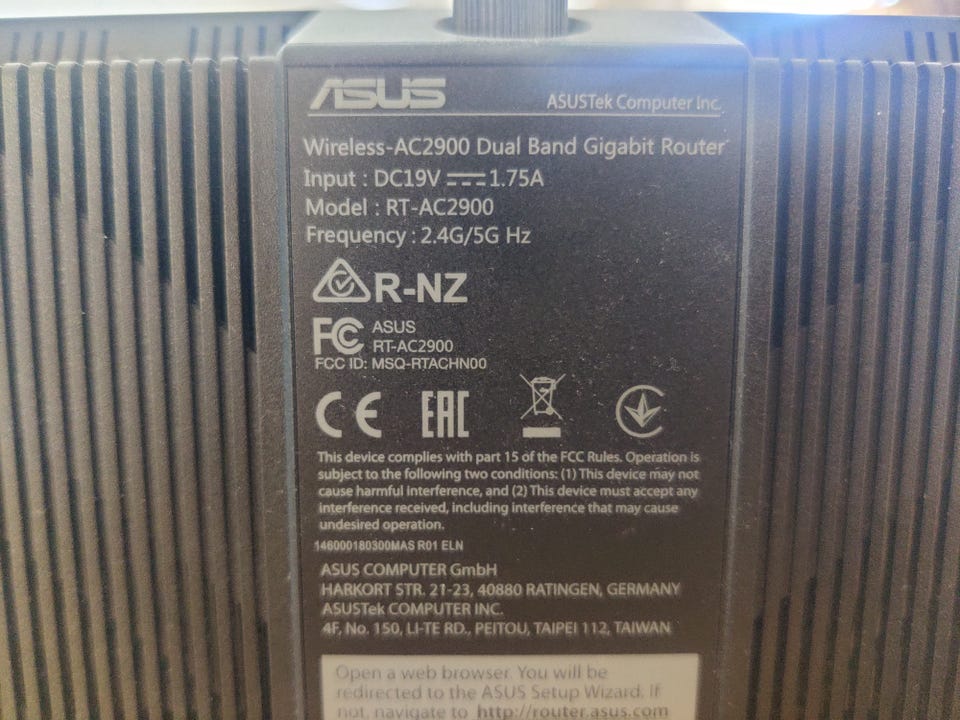 ASUS
ASUSTek Computer Inc.
Wireless-AC2900 Dual Band Gigabit Router
Input : DC19V 1.75A
Model : RT-AC2900
Frequency : 2.4G/5G Hz
R-NZ
FC ASUS
RT-AC2900
FCC ID: MSQ-RTACHN00
CE EAC
This device complies with part 15 of the FCC Rules. Operation is
subject to the following two conditions: (1) This device may not
cause harmful interference, and (2) This device must accept any
interference received, including interference that may cause
undesired operation.
146000180300MAS R01 ELN
ASUS COMPUTER GmbH
HARKORT STR. 21-23, 40880 RATINGEN, GERMANY
ASUSTek COMPUTER INC.
4F, No. 150, LI-TE RD., PEITOU, TAIPEI 112, TAIWAN
Open a web browser. You will be
redirected to the ASUS Setup Wizard. If
not, navigate to http://router.asus.com